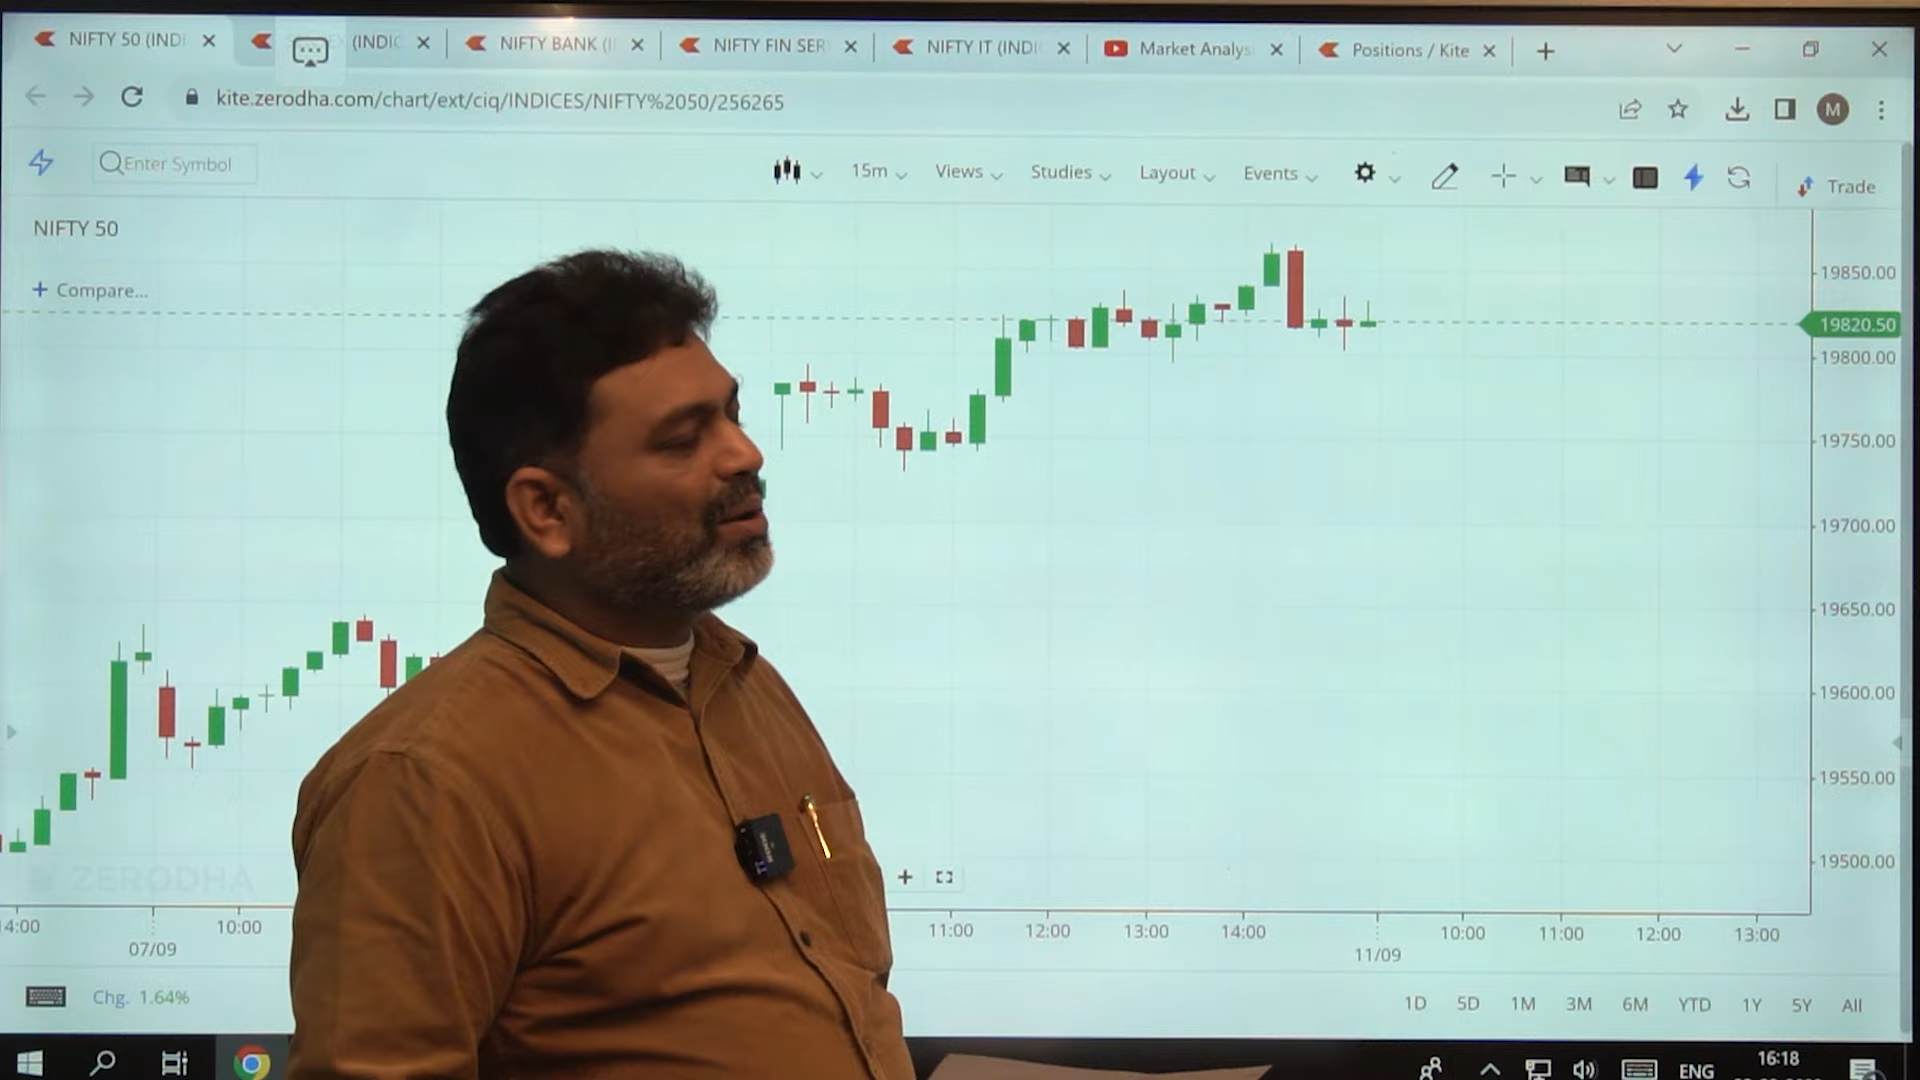 NIFTY 50 (INDI
(INDIC
NIFTY BANK (I
NIFTY FIN SER
NIFTY IT (INDI
Market Analys
Positions / Kite
kite.zerodha.com/chart/ext/ciq/INDICES/NIFTY%2050/256265
M
Enter Symbol
15m
Views
Studies
Layout
Events
Trade
NIFTY 50
+ Compare...
19850.00
19820.50
19800.00
19750.00
19700.00
19650.00
19600.00
19550.00
19500.00
ZERODHA
14:00
10:00
11:00
12:00
13:00
14:00
10:00
11:00
12:00
13:00
07/09
11/09
Chg. 1.64%
1D 5D 1M 3M 6M YTD 1Y 5Y All
ENG
16:18